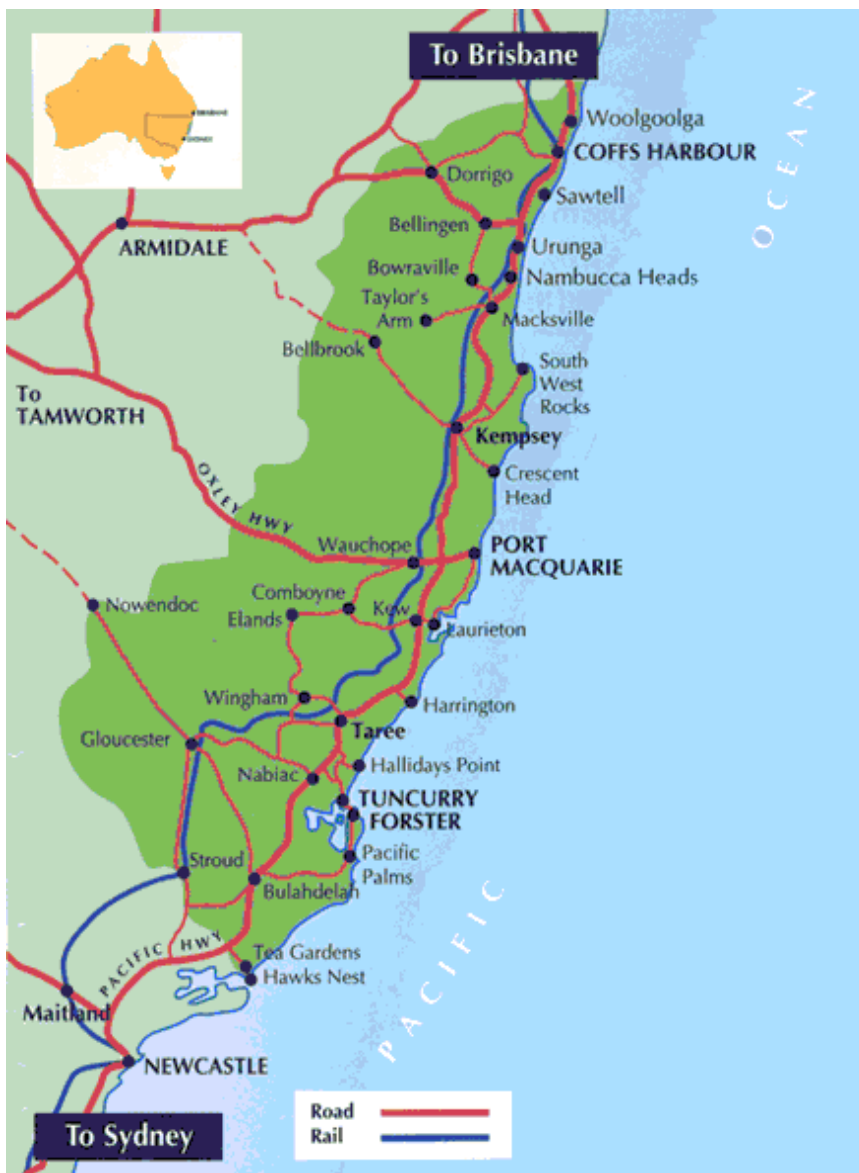 To Brisbane
BRISBANE
SYDNEY
OCEAN
Woolgoolga
COFFS HARBOUR
Dorrigo
Sawtell
ARMIDALE
Bellingen
Urunga
Bowraville
Nambucca Heads
Taylor's
Arm
Macksville
Bellbrook
South
West
Rocks
To
TAMWORTH
Kempsey
OXLEY HWY
Crescent
Head
Wauchope
PORT
MACQUARIE
Nowendoc
Comboyne
Kew
Elands
Laurieton
Wingham
Harrington
Taree
Gloucester
Hallidays Point
Nabiac
TUNCURRY
FORSTER
Stroud
Pacific
Palms
Bulahdelah
PACIFIC
PACIFIC HWY
Tea Gardens
Hawks Nest
Maitland
NEWCASTLE
Road
Rail
To Sydney